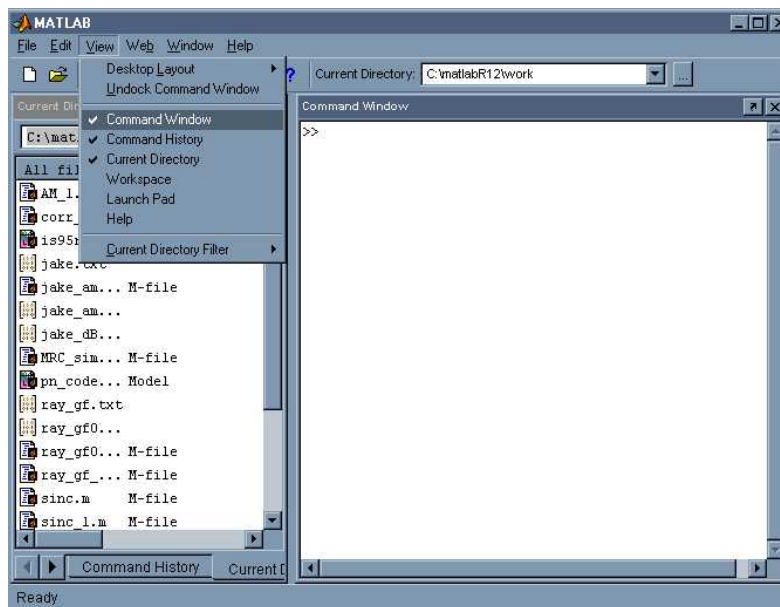 MATLAB
File Edit View Web Window Help
? Current Directory: C:\matlabR12\work ...
Desktop Layout
Undock Command Window
Command Window
Command History
Current Directory
Workspace
Launch Pad
Help
Current Directory Filter
Current Dir
C:\mat
All fil
AM_1.
corr_
is95r
jake.txt
jake_am... M-file
jake_am...
jake_dB...
MRC_sim... M-file
pn_code... Model
ray_gf.txt
ray_gf0...
ray_gf0... M-file
ray_gf_... M-file
sinc.m M-file
sinc_1.m M-file
Command History Current D
Command Window
>>
Ready